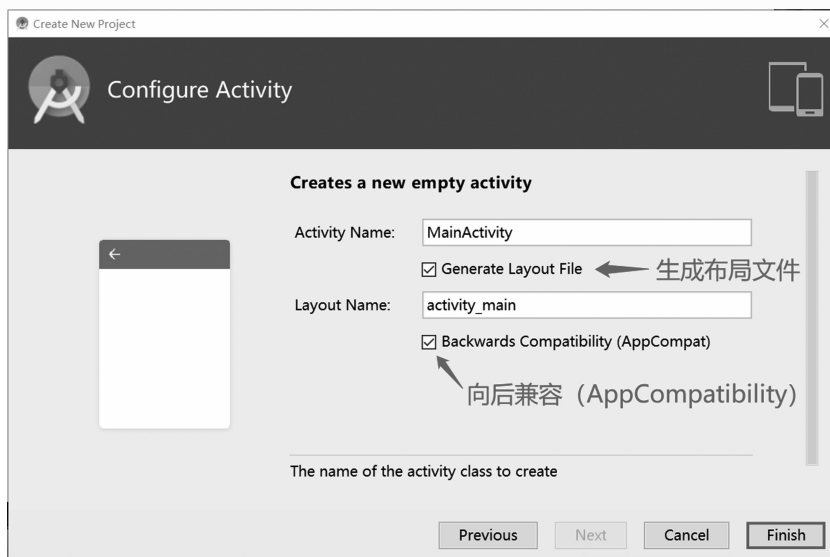 Create New Project
Configure Activity
Creates a new empty activity
Activity Name: MainActivity
Generate Layout File 生成布局文件
Layout Name: activity_main
Backwards Compatibility (AppCompat)
向后兼容（AppCompatibility）
The name of the activity class to create
Previous Next Cancel Finish